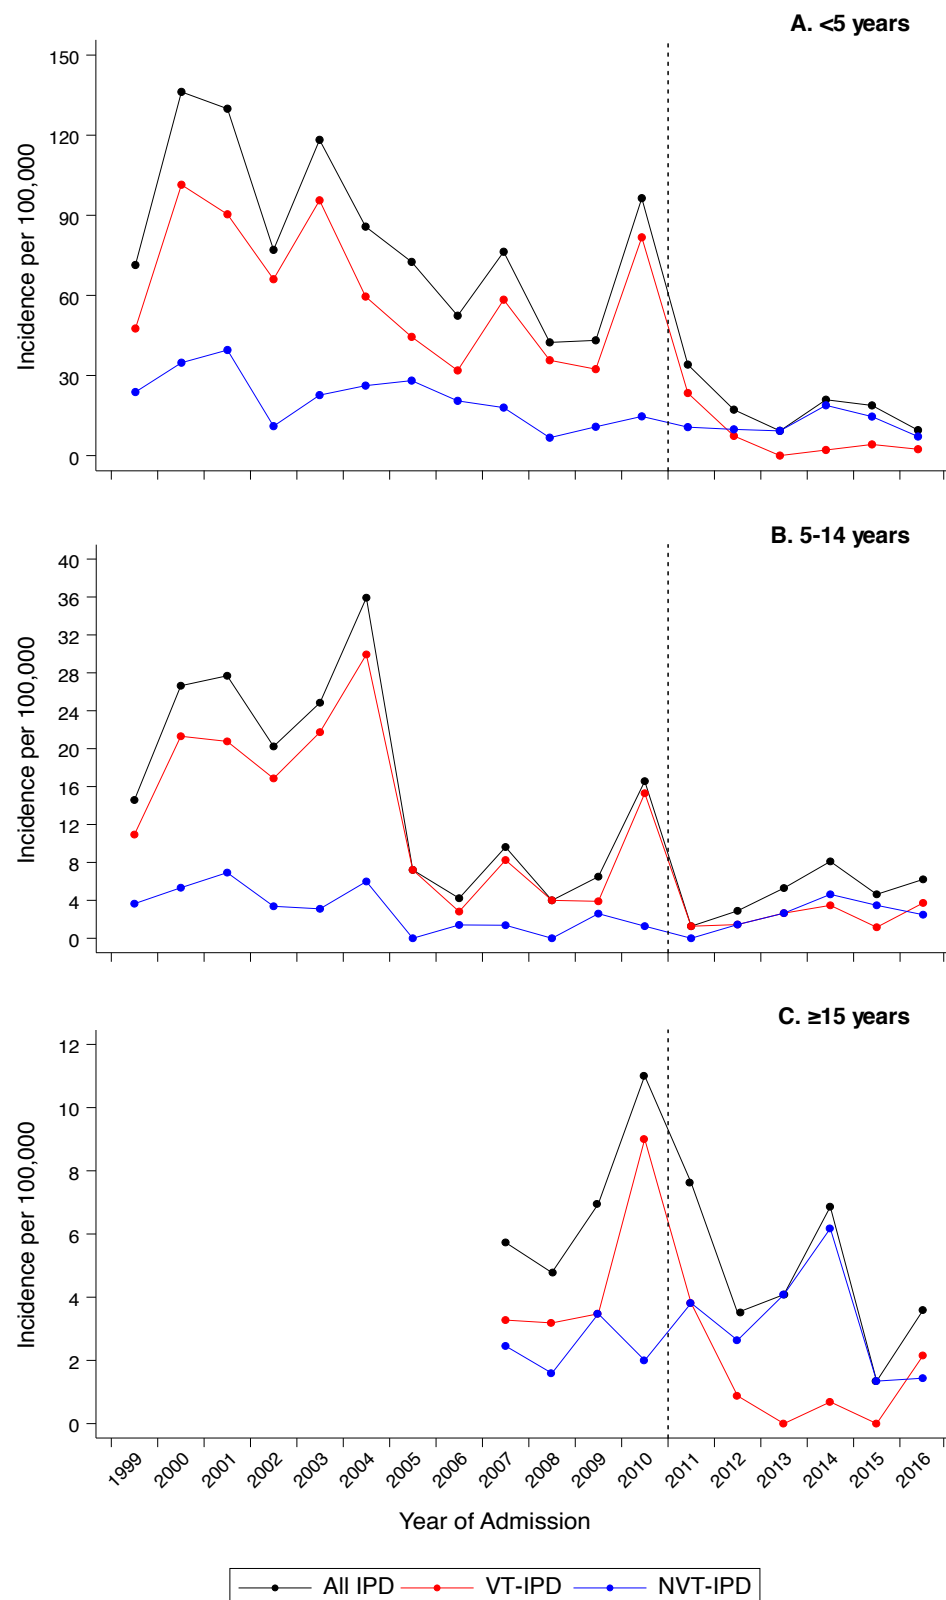 A. <5 years
150
120
90
60
30
0
Incidence per 100,000
B. 5-14 years
40
36
32
28
24
20
16
12
8
4
0
Incidence per 100,000
C. ≥15 years
12
10
8
6
4
2
0
Incidence per 100,000
1999 2000 2001 2002 2003 2004 2005 2006 2007 2008 2009 2010 2011 2012 2013 2014 2015 2016
Year of Admission
All IPD VT-IPD NVT-IPD